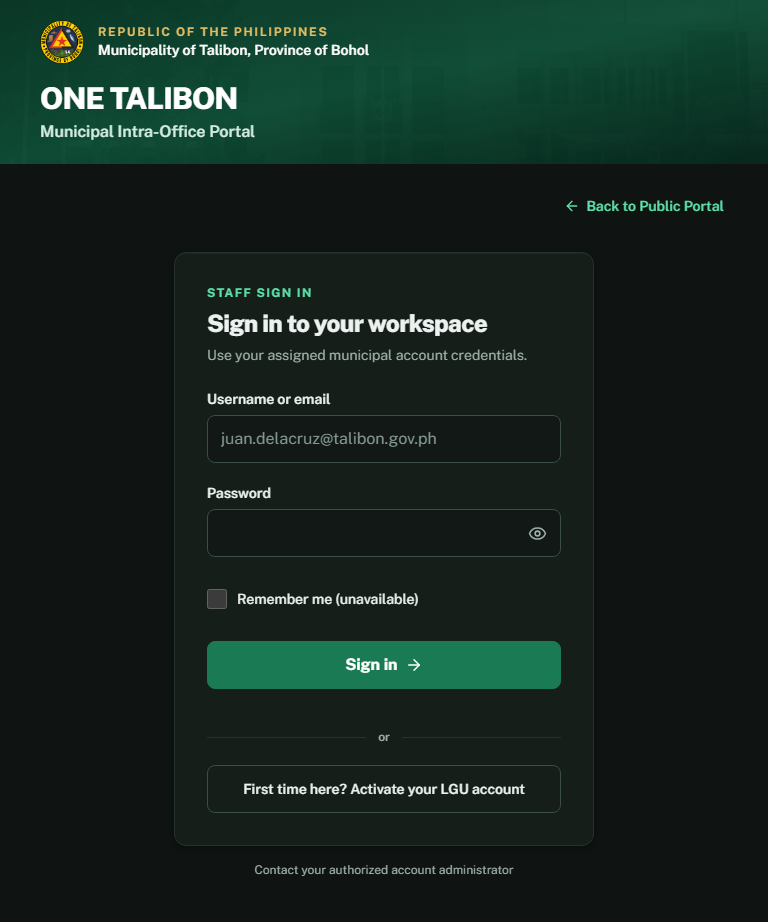 REPUBLIC OF THE PHILIPPINES
Municipality of Talibon, Province of Bohol
ONE TALIBON
Municipal Intra-Office Portal
← Back to Public Portal
STAFF SIGN IN
Sign in to your workspace
Use your assigned municipal account credentials.
Username or email
juan.delacruz@talibon.gov.ph
Password
Remember me (unavailable)
Sign in →
or
First time here? Activate your LGU account
Contact your authorized account administrator